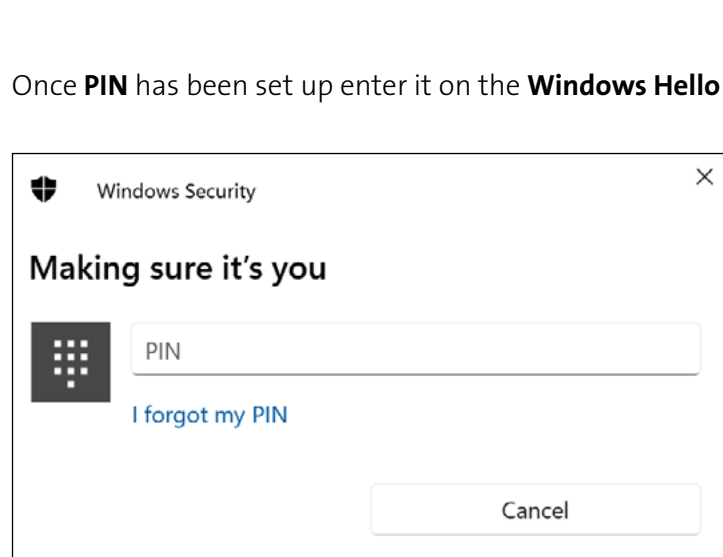 Once PIN has been set up enter it on the Windows Hello
Windows Security
Making sure it's you
PIN
I forgot my PIN
Cancel